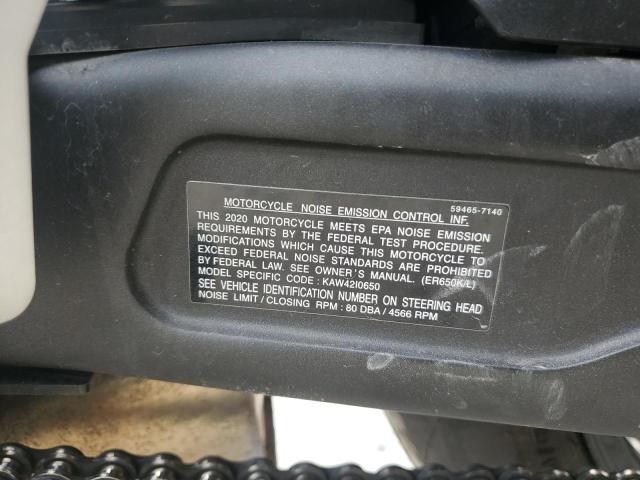 59465-7140
MOTORCYCLE NOISE EMISSION CONTROL INF.
THIS 2020 MOTORCYCLE MEETS EPA NOISE EMISSION
REQUIREMENTS BY THE FEDERAL TEST PROCEDURE.
MODIFICATIONS WHICH CAUSE THIS MOTORCYCLE TO
EXCEED FEDERAL NOISE STANDARDS ARE PROHIBITED
BY FEDERAL LAW. SEE OWNER'S MANUAL. (ER650K/L)
MODEL SPECIFIC CODE : KAW42I0650
SEE VEHICLE IDENTIFICATION NUMBER ON STEERING HEAD
NOISE LIMIT / CLOSING RPM : 80 DBA / 4566 RPM